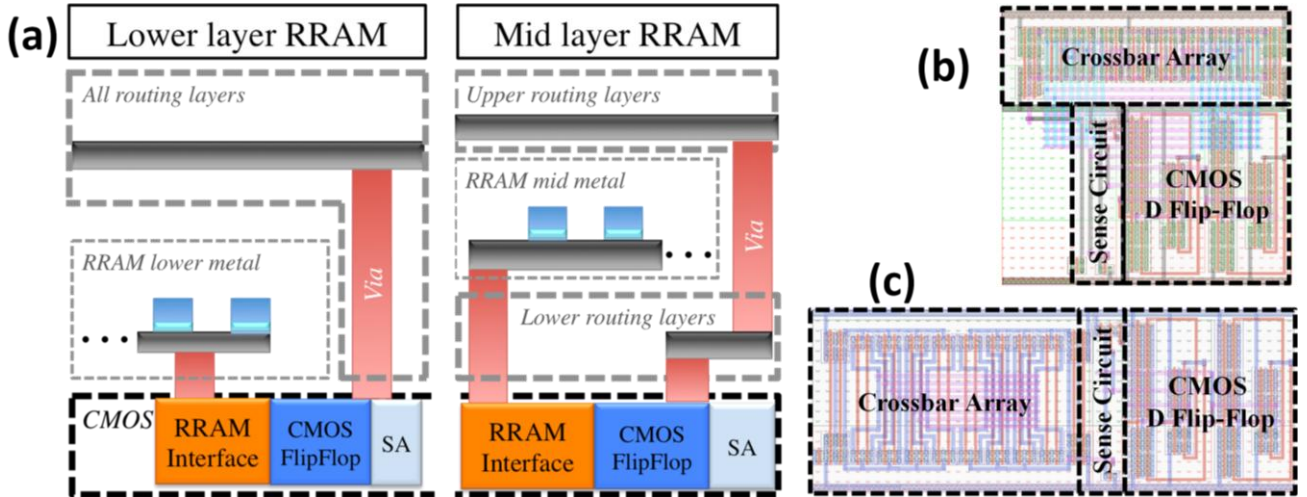 (a)
Lower layer RRAM
All routing layers
RRAM lower metal
Via
CMOS
RRAM
Interface
CMOS
FlipFlop
SA
Mid layer RRAM
Upper routing layers
RRAM mid metal
Via
Lower routing layers
RRAM
Interface
CMOS
FlipFlop
SA
(b)
Crossbar Array
Sense Circuit
CMOS
D Flip-Flop
(c)
Crossbar Array
Sense Circuit
CMOS
D Flip-Flop